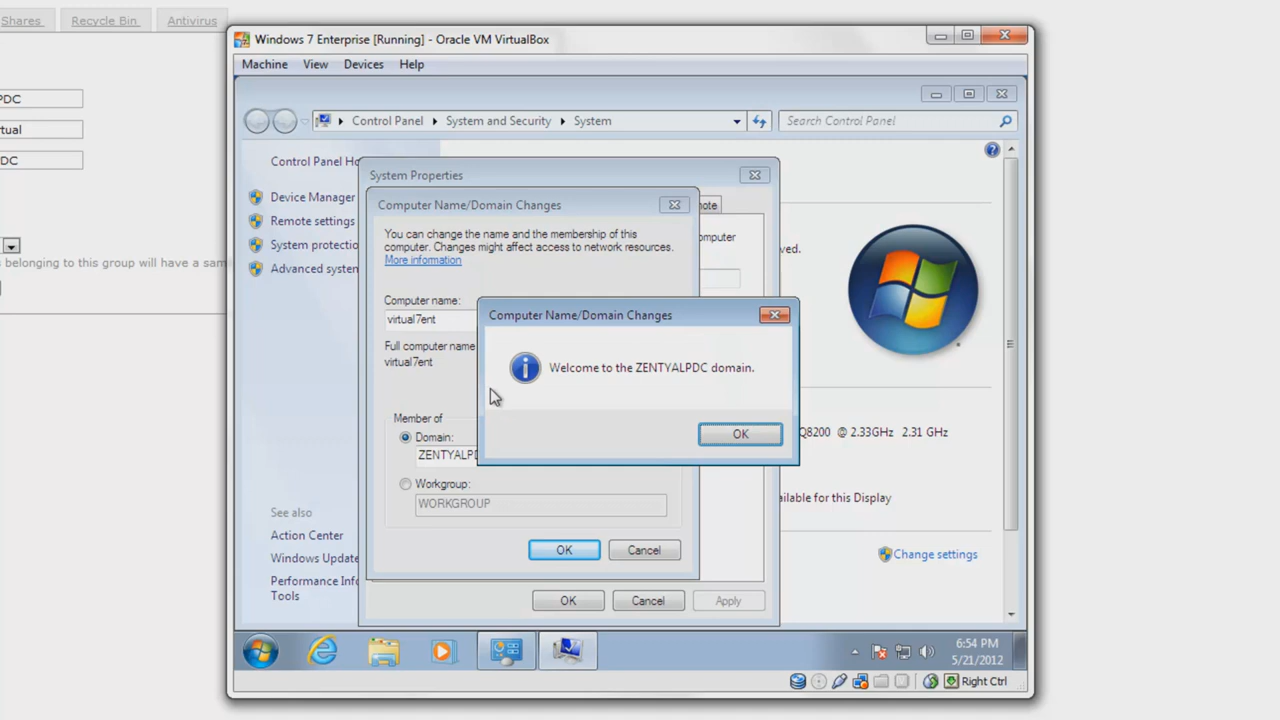 Shares
Recycle Bin
Antivirus
PDC
rtual
DC
s belonging to this group will have a sam
Windows 7 Enterprise [Running] - Oracle VM VirtualBox
Machine View Devices Help
Control Panel System and Security System
Search Control Panel
Control Panel Ho
Device Manager
Remote settings
System protectio
Advanced system
See also
Action Center
Windows Update
Performance Info
Tools
System Properties
note
omputer
Computer Name/Domain Changes
You can change the name and the membership of this
computer. Changes might affect access to network resources.
More information
Computer name:
virtual7ent
Full computer name
virtual7ent
Member of
Domain:
ZENTYALPD
Workgroup:
WORKGROUP
OK Cancel
OK Cancel Apply
Computer Name/Domain Changes
Welcome to the ZENTYALPDC domain.
OK
ved.
Q8200 @ 2.33GHz 2.31 GHz
ailable for this Display
Change settings
6:54 PM
5/21/2012
Right Ctrl